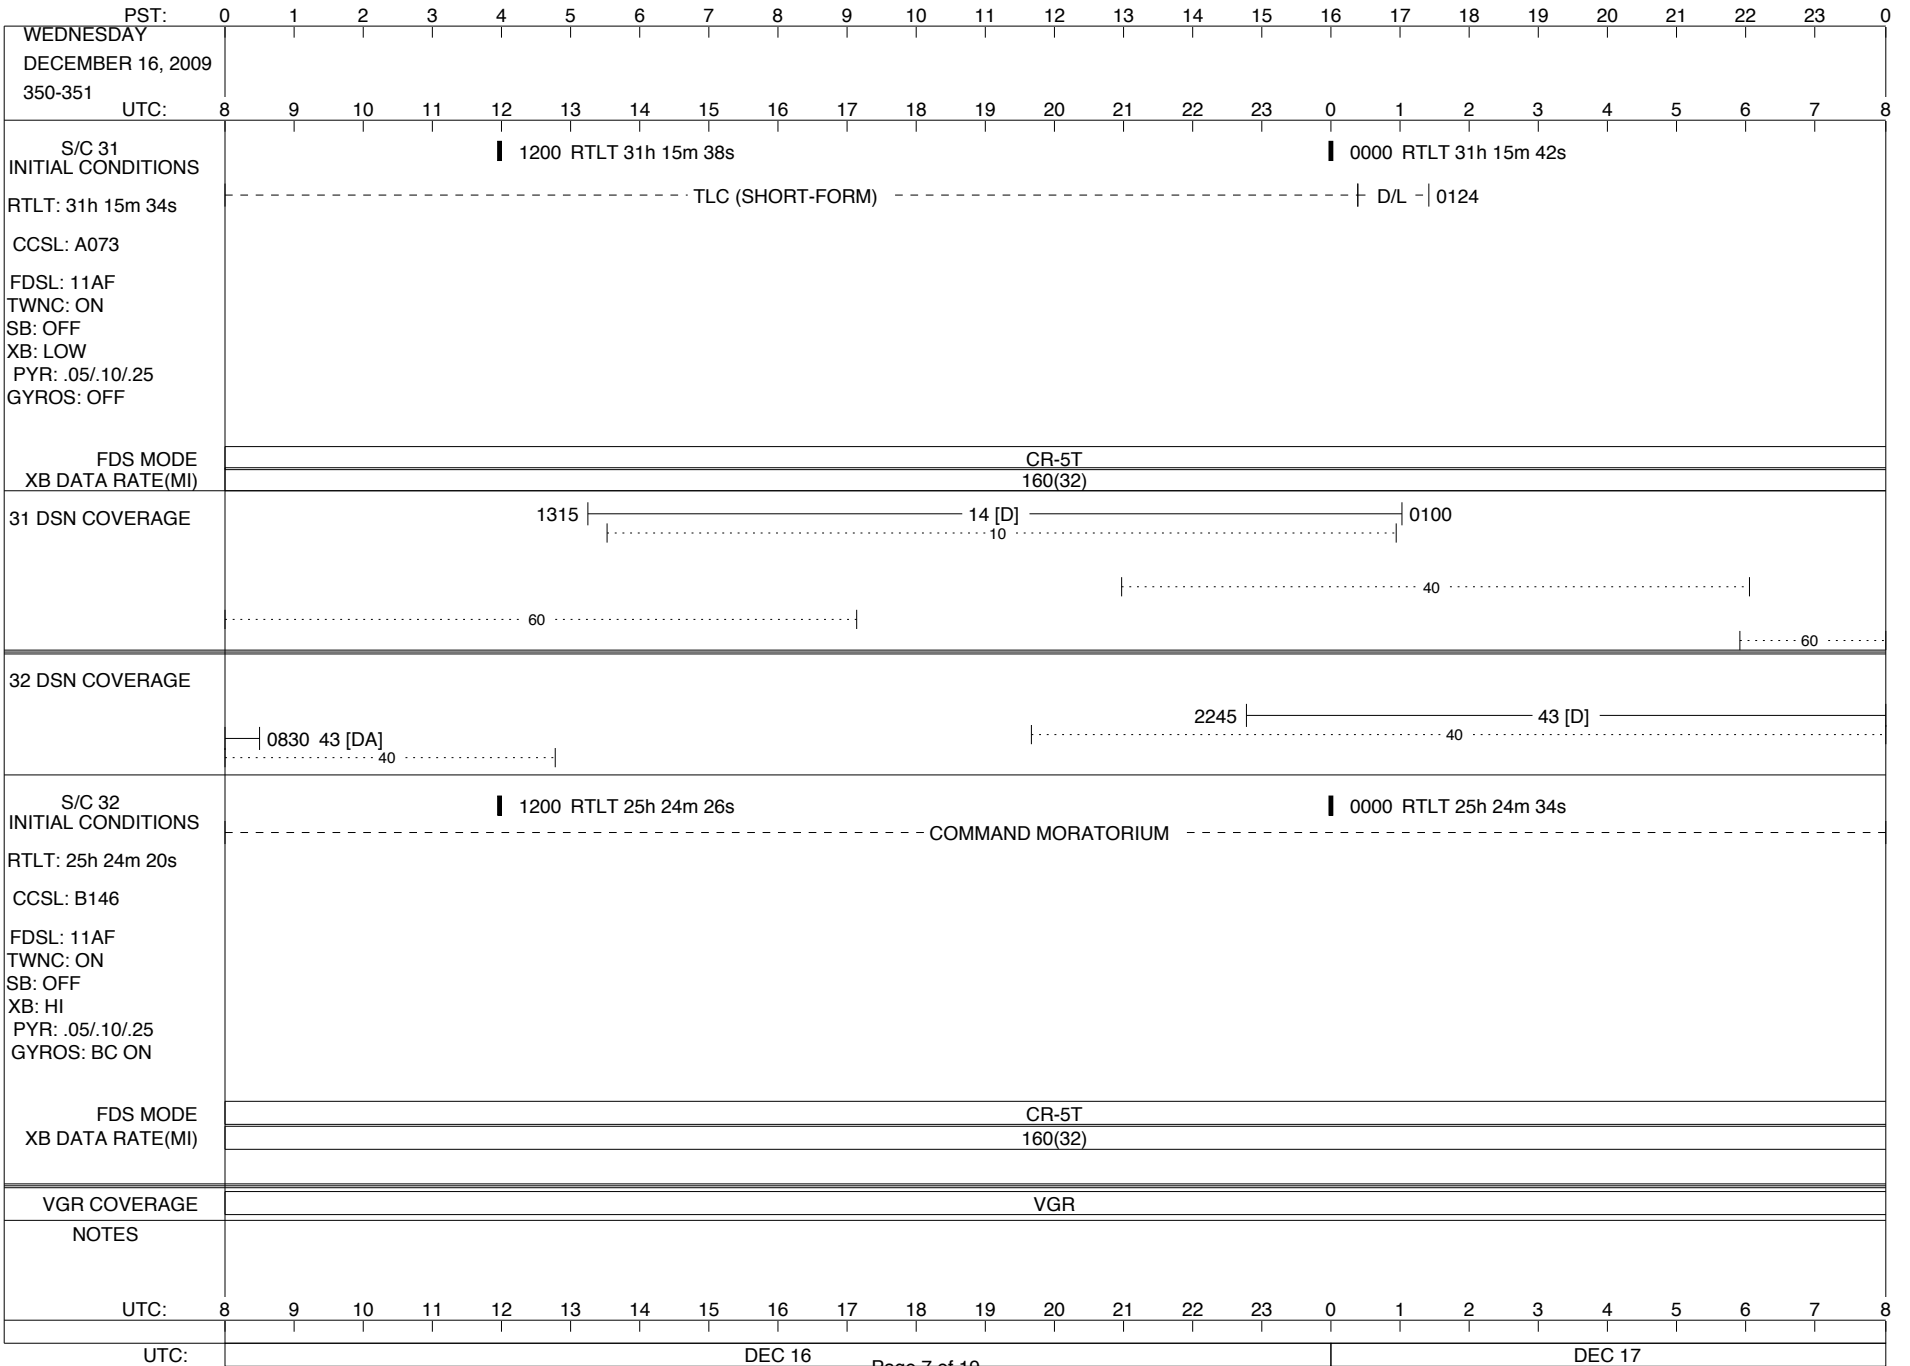 PST: 0 1 2 3 4 5 6 7 8 9 10 11 12 13 14 15 16 17 18 19 20 21 22 23 0
WEDNESDAY
DECEMBER 16, 2009
350-351
UTC: 8 9 10 11 12 13 14 15 16 17 18 19 20 21 22 23 0 1 2 3 4 5 6 7 8
S/C 31
INITIAL CONDITIONS
1200 RTLT 31h 15m 38s
0000 RTLT 31h 15m 42s
TLC (SHORT-FORM)
D/L 0124
RTLT: 31h 15m 34s
CCSL: A073
FDSL: 11AF
TWNC: ON
SB: OFF
XB: LOW
PYR: .05/.10/.25
GYROS: OFF
FDS MODE CR-5T
XB DATA RATE(MI) 160(32)
31 DSN COVERAGE
1315 14 [D] 0100
10
40
60
60
32 DSN COVERAGE
2245 43 [D]
40
0830 43 [DA]
40
S/C 32
INITIAL CONDITIONS
1200 RTLT 25h 24m 26s
0000 RTLT 25h 24m 34s
COMMAND MORATORIUM
RTLT: 25h 24m 20s
CCSL: B146
FDSL: 11AF
TWNC: ON
SB: OFF
XB: HI
PYR: .05/.10/.25
GYROS: BC ON
FDS MODE CR-5T
XB DATA RATE(MI) 160(32)
VGR COVERAGE VGR
NOTES
UTC: 8 9 10 11 12 13 14 15 16 17 18 19 20 21 22 23 0 1 2 3 4 5 6 7 8
UTC: DEC 16 DEC 17
Page 7 of